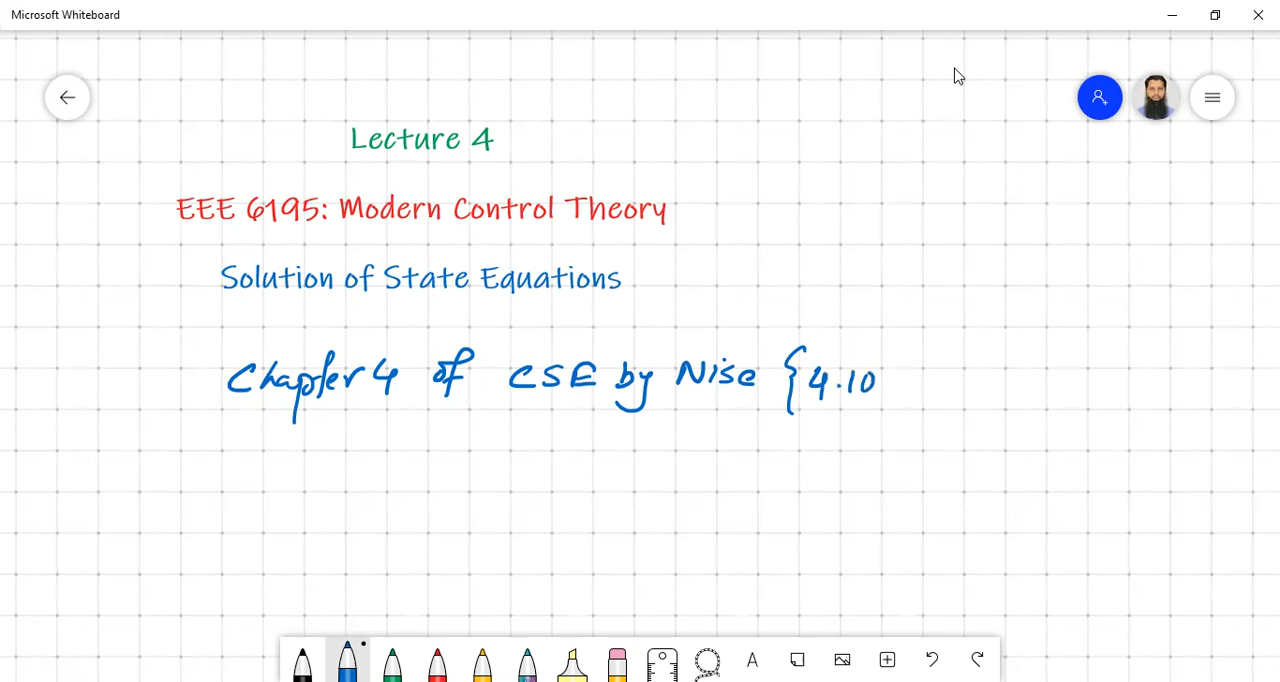 Microsoft Whiteboard
Lecture 4
EEE 6195: Modern Control Theory
Solution of State Equations
Chapter 4 of CSE by Nise {4.10
A